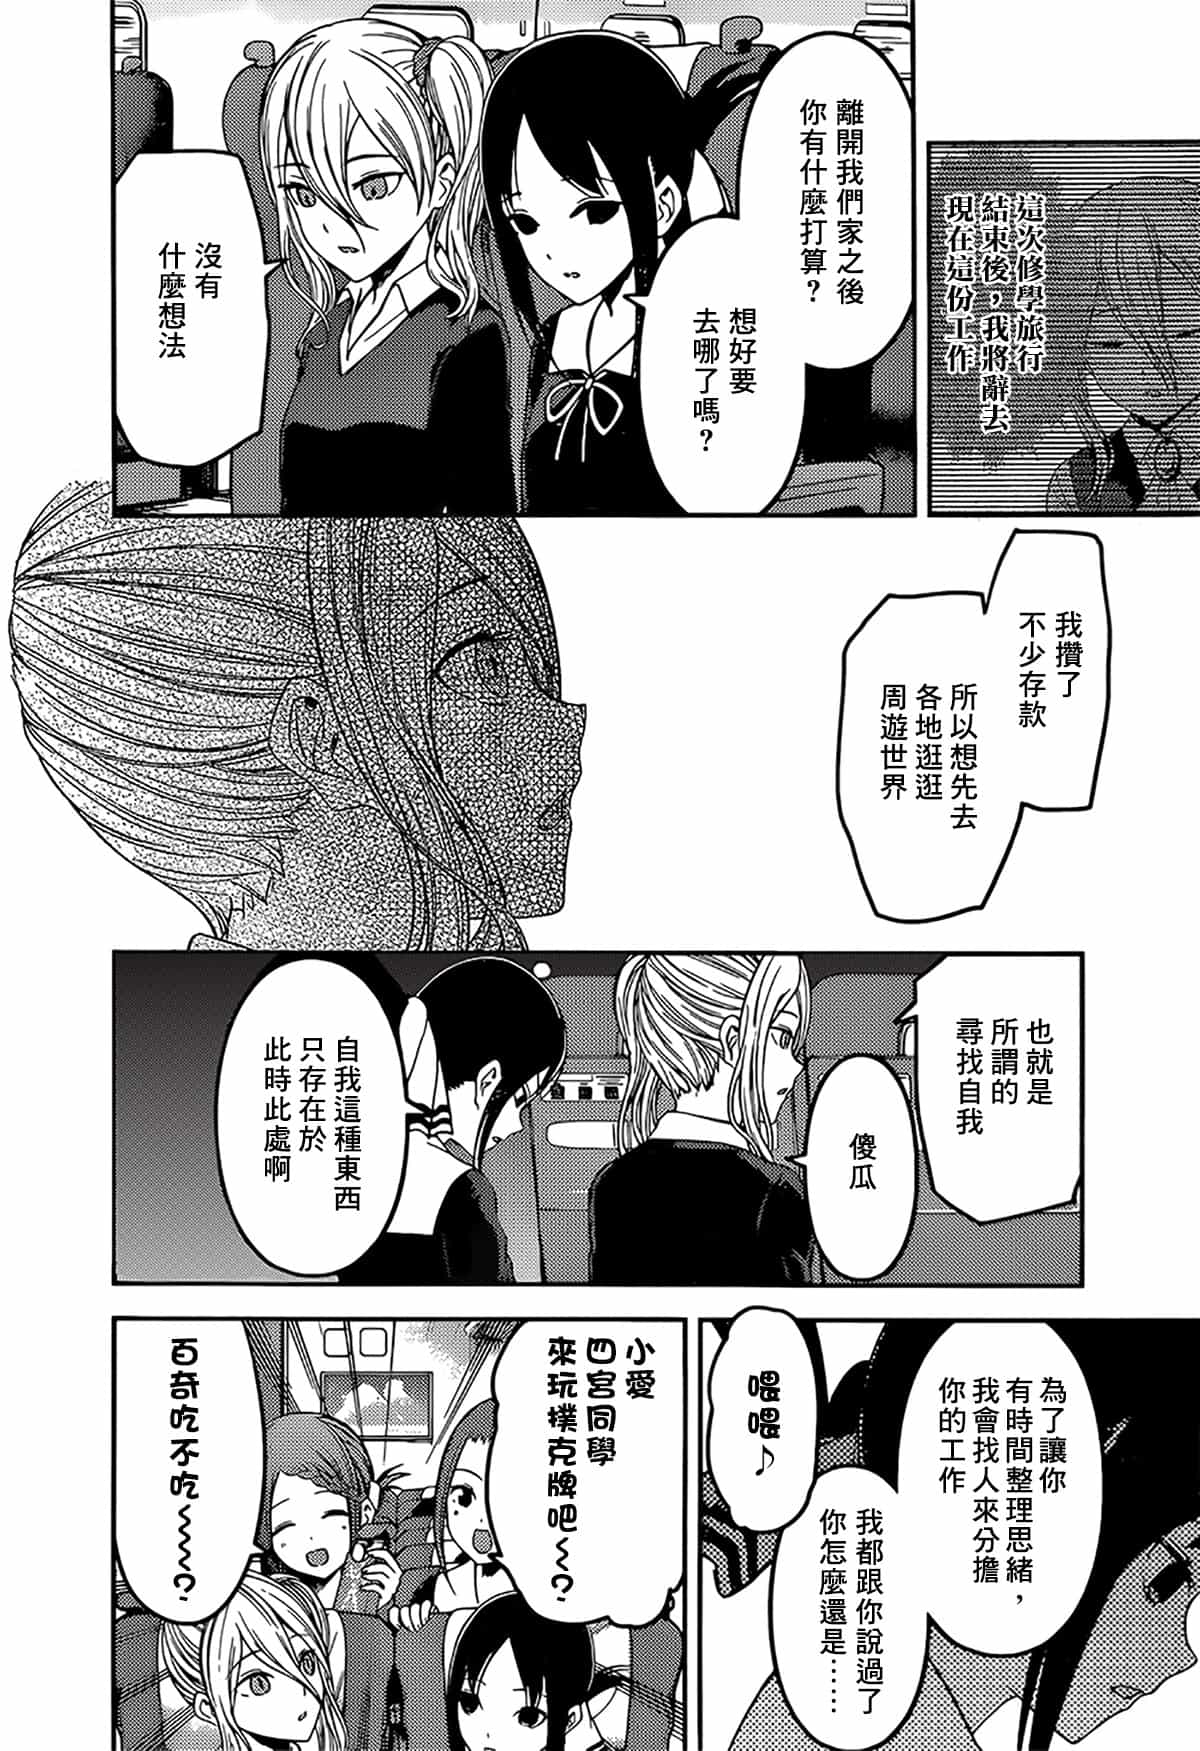 這次修學旅行
結束後，我將辭去
現在這份工作
離開我們家之後
你有什麼打算？
想好要
去哪了嗎？
沒有
什麼想法
我攢了
不少存款
所以想先去
各地逛逛
周遊世界
也就是
所謂的
尋找自我
傻瓜
自我這種東西
只存在於
此時此處啊
為了讓你
有時間整理思緒，
我會找人來分擔
你的工作
我都跟你說過了
你怎麼還是⋯⋯
喂喂♪
小愛
四宮同學
來玩撲克牌吧～～？
百奇吃不吃～～～～？